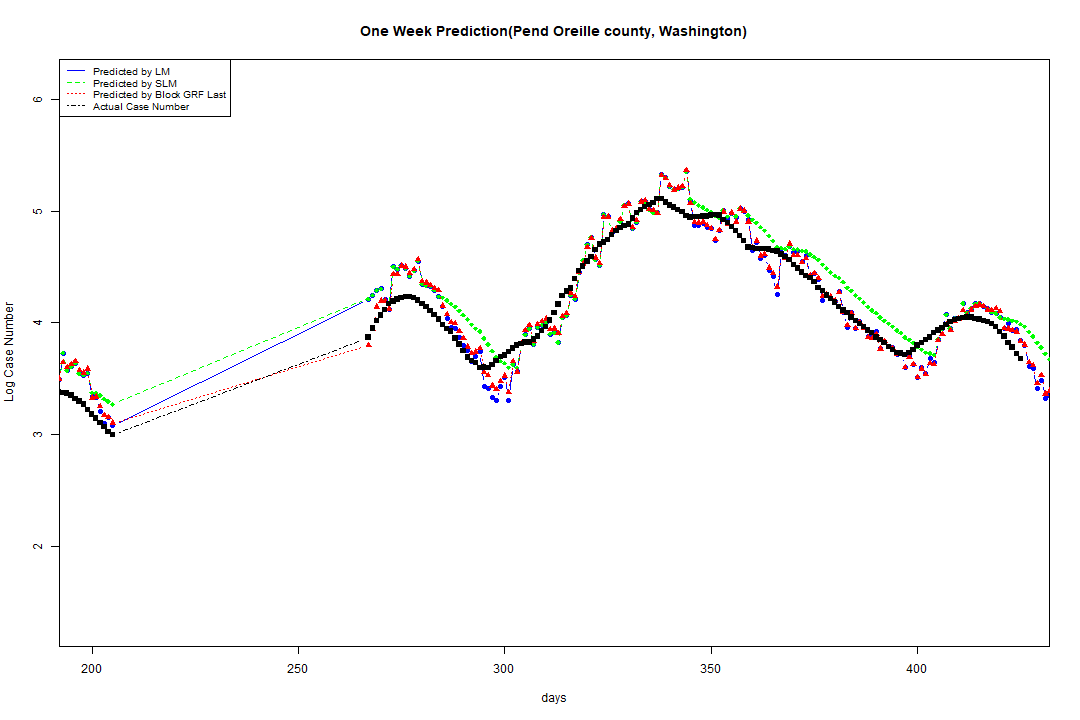 One Week Prediction(Pend Oreille county, Washington)
Predicted by LM
Predicted by SLM
Predicted by Block GRF Last
Actual Case Number
6
5
4
3
2
Log Case Number
200 250 300 350 400
days